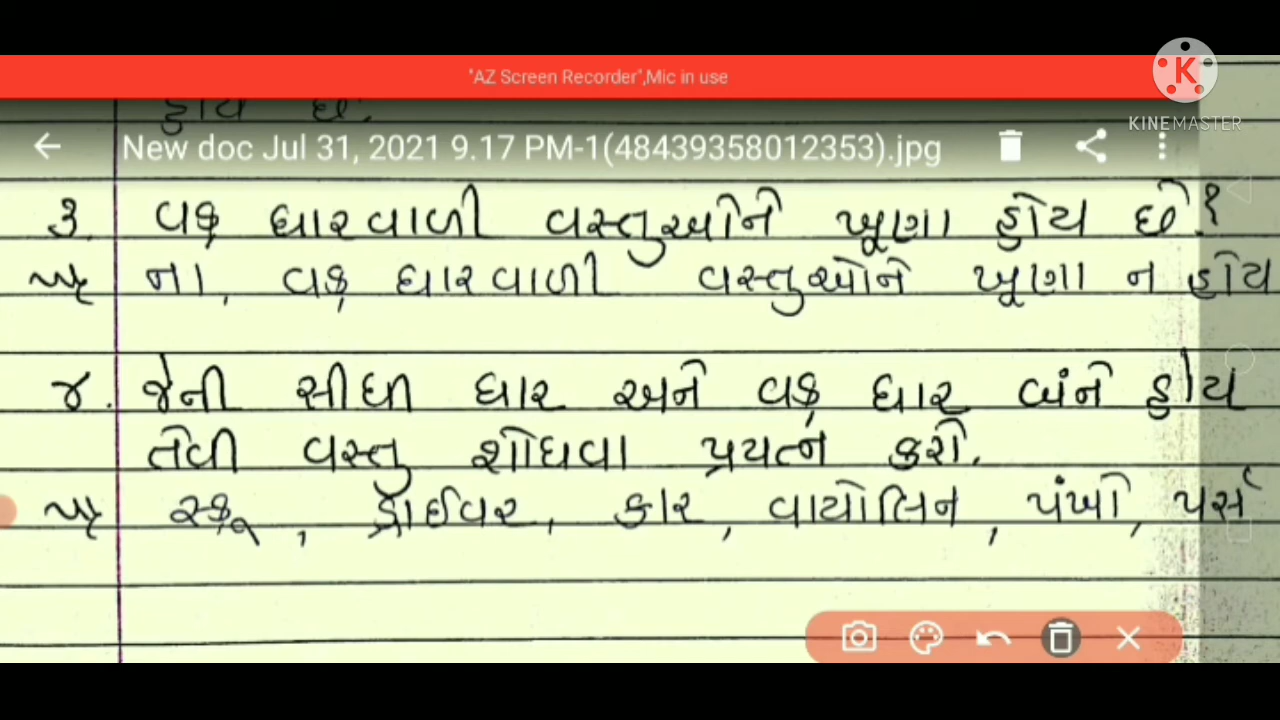 "AZ Screen Recorder",Mic in use
KINEMASTER
હોય છે.
New doc Jul 31, 2021 9.17 PM-1(48439358012353).jpg
૩. વક્ર ધારવાળી વસ્તુઓને ખૂણા હોય છે?
ના, વક્ર ધારવાળી વસ્તુઓને ખૂણા ન હોય
૪. જેની સીધી ધાર અને વક્ર ધાર બંને હોય
તેવી વસ્તુ શોધવા પ્રયત્ન કરો.
સ્ક્રૂ, ડ્રાઈવર, કાર, વાયોલિન, પંખો, પર્સ